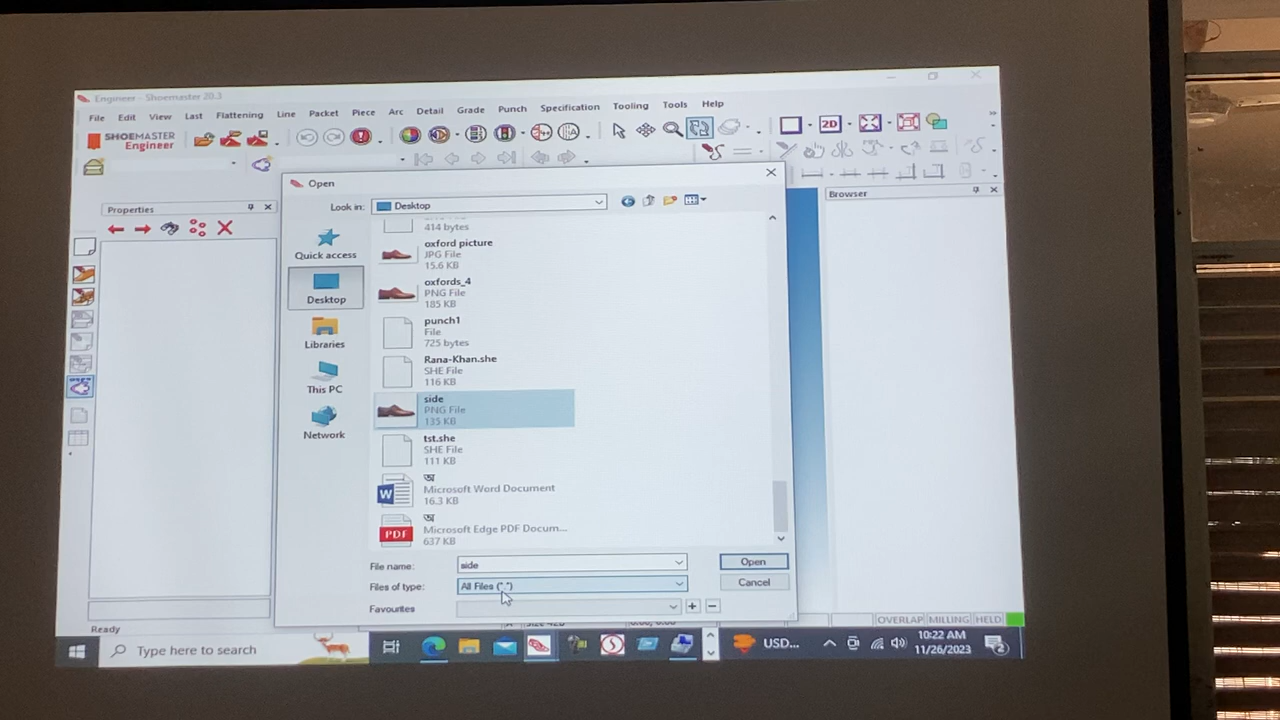 Engineer - Shoemaster 20.3
File Edit View Last Flattening Line Packet Piece Arc Detail Grade Punch Specification Tooling Tools Help
SHOEMASTER
Engineer
2D
Properties
Browser
Open
Look in: Desktop
Quick access
Desktop
Libraries
This PC
Network
414 bytes
oxford picture
JPG File
15.6 KB
oxfords_4
PNG File
185 KB
punch1
File
725 bytes
Rana-Khan.she
SHE File
116 KB
side
PNG File
135 KB
tst.she
SHE File
111 KB
অ
Microsoft Word Document
16.3 KB
অ
Microsoft Edge PDF Docum...
637 KB
File name: side
Open
Files of type: All Files (*.*)
Cancel
Favourites
Ready
OVERLAP MILLING HELD
Type here to search
USD...
10:22 AM
11/26/2023
2